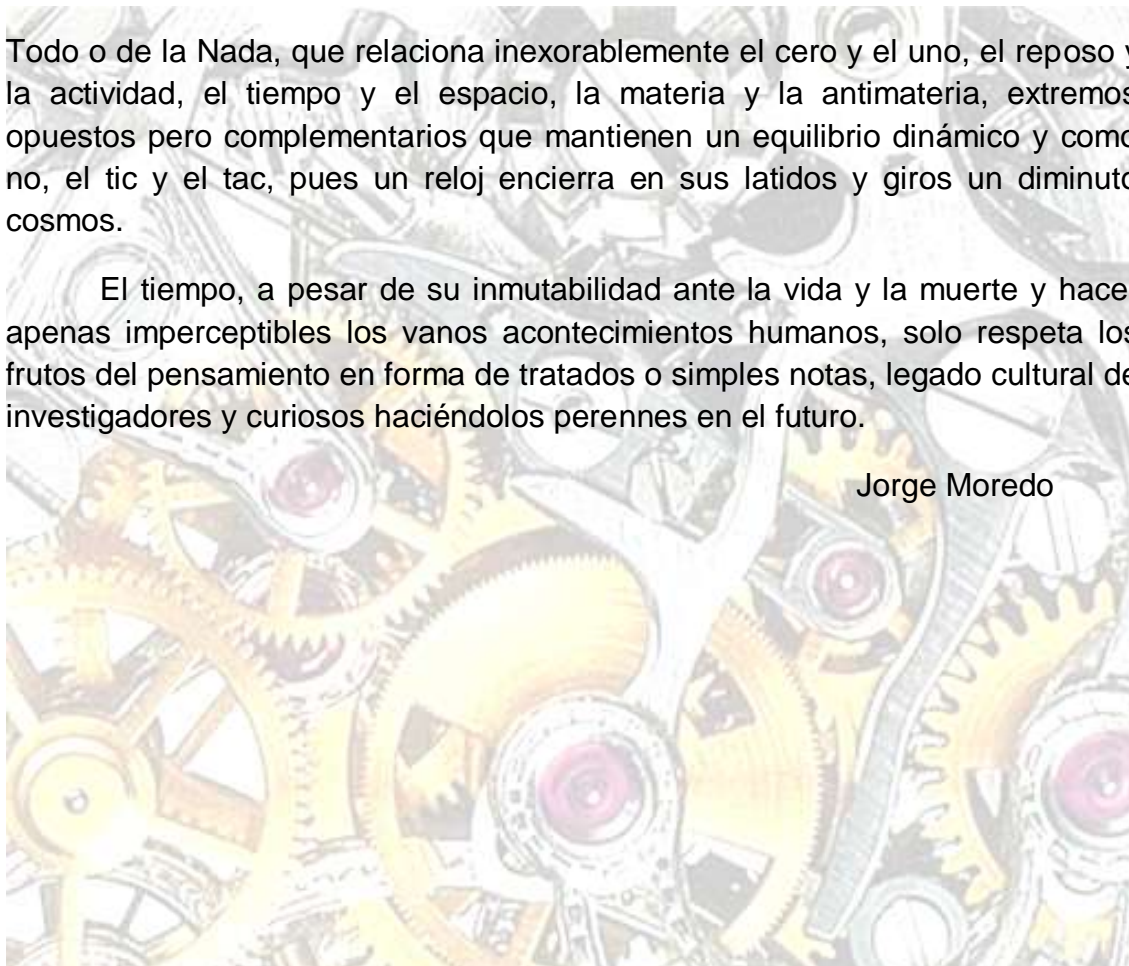 Todo o de la Nada, que relaciona inexorablemente el cero y el uno, el reposo y
la actividad, el tiempo y el espacio, la materia y la antimateria, extremos
opuestos pero complementarios que mantienen un equilibrio dinámico y como
no, el tic y el tac, pues un reloj encierra en sus latidos y giros un diminuto
cosmos.
El tiempo, a pesar de su inmutabilidad ante la vida y la muerte y hacer
apenas imperceptibles los vanos acontecimientos humanos, solo respeta los
frutos del pensamiento en forma de tratados o simples notas, legado cultural de
investigadores y curiosos haciéndolos perennes en el futuro.
Jorge Moredo